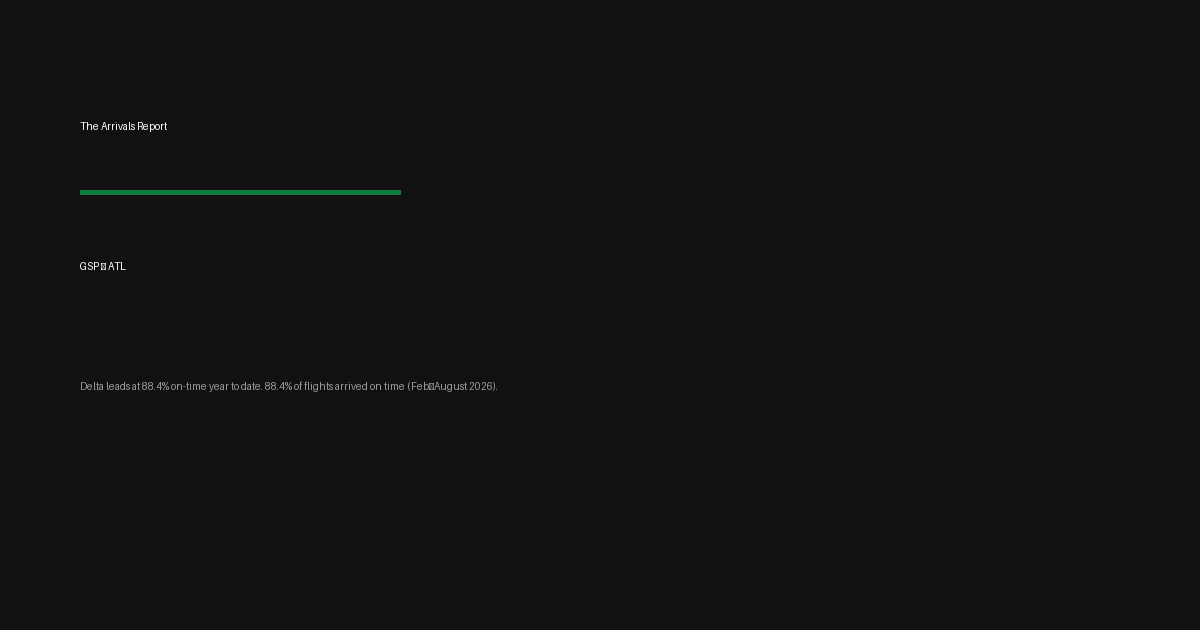 The Arrivals Report
GSP▯ATL
Delta leads at 88.4% on-time year to date. 88.4% of flights arrived on time (Feb▯August 2026).